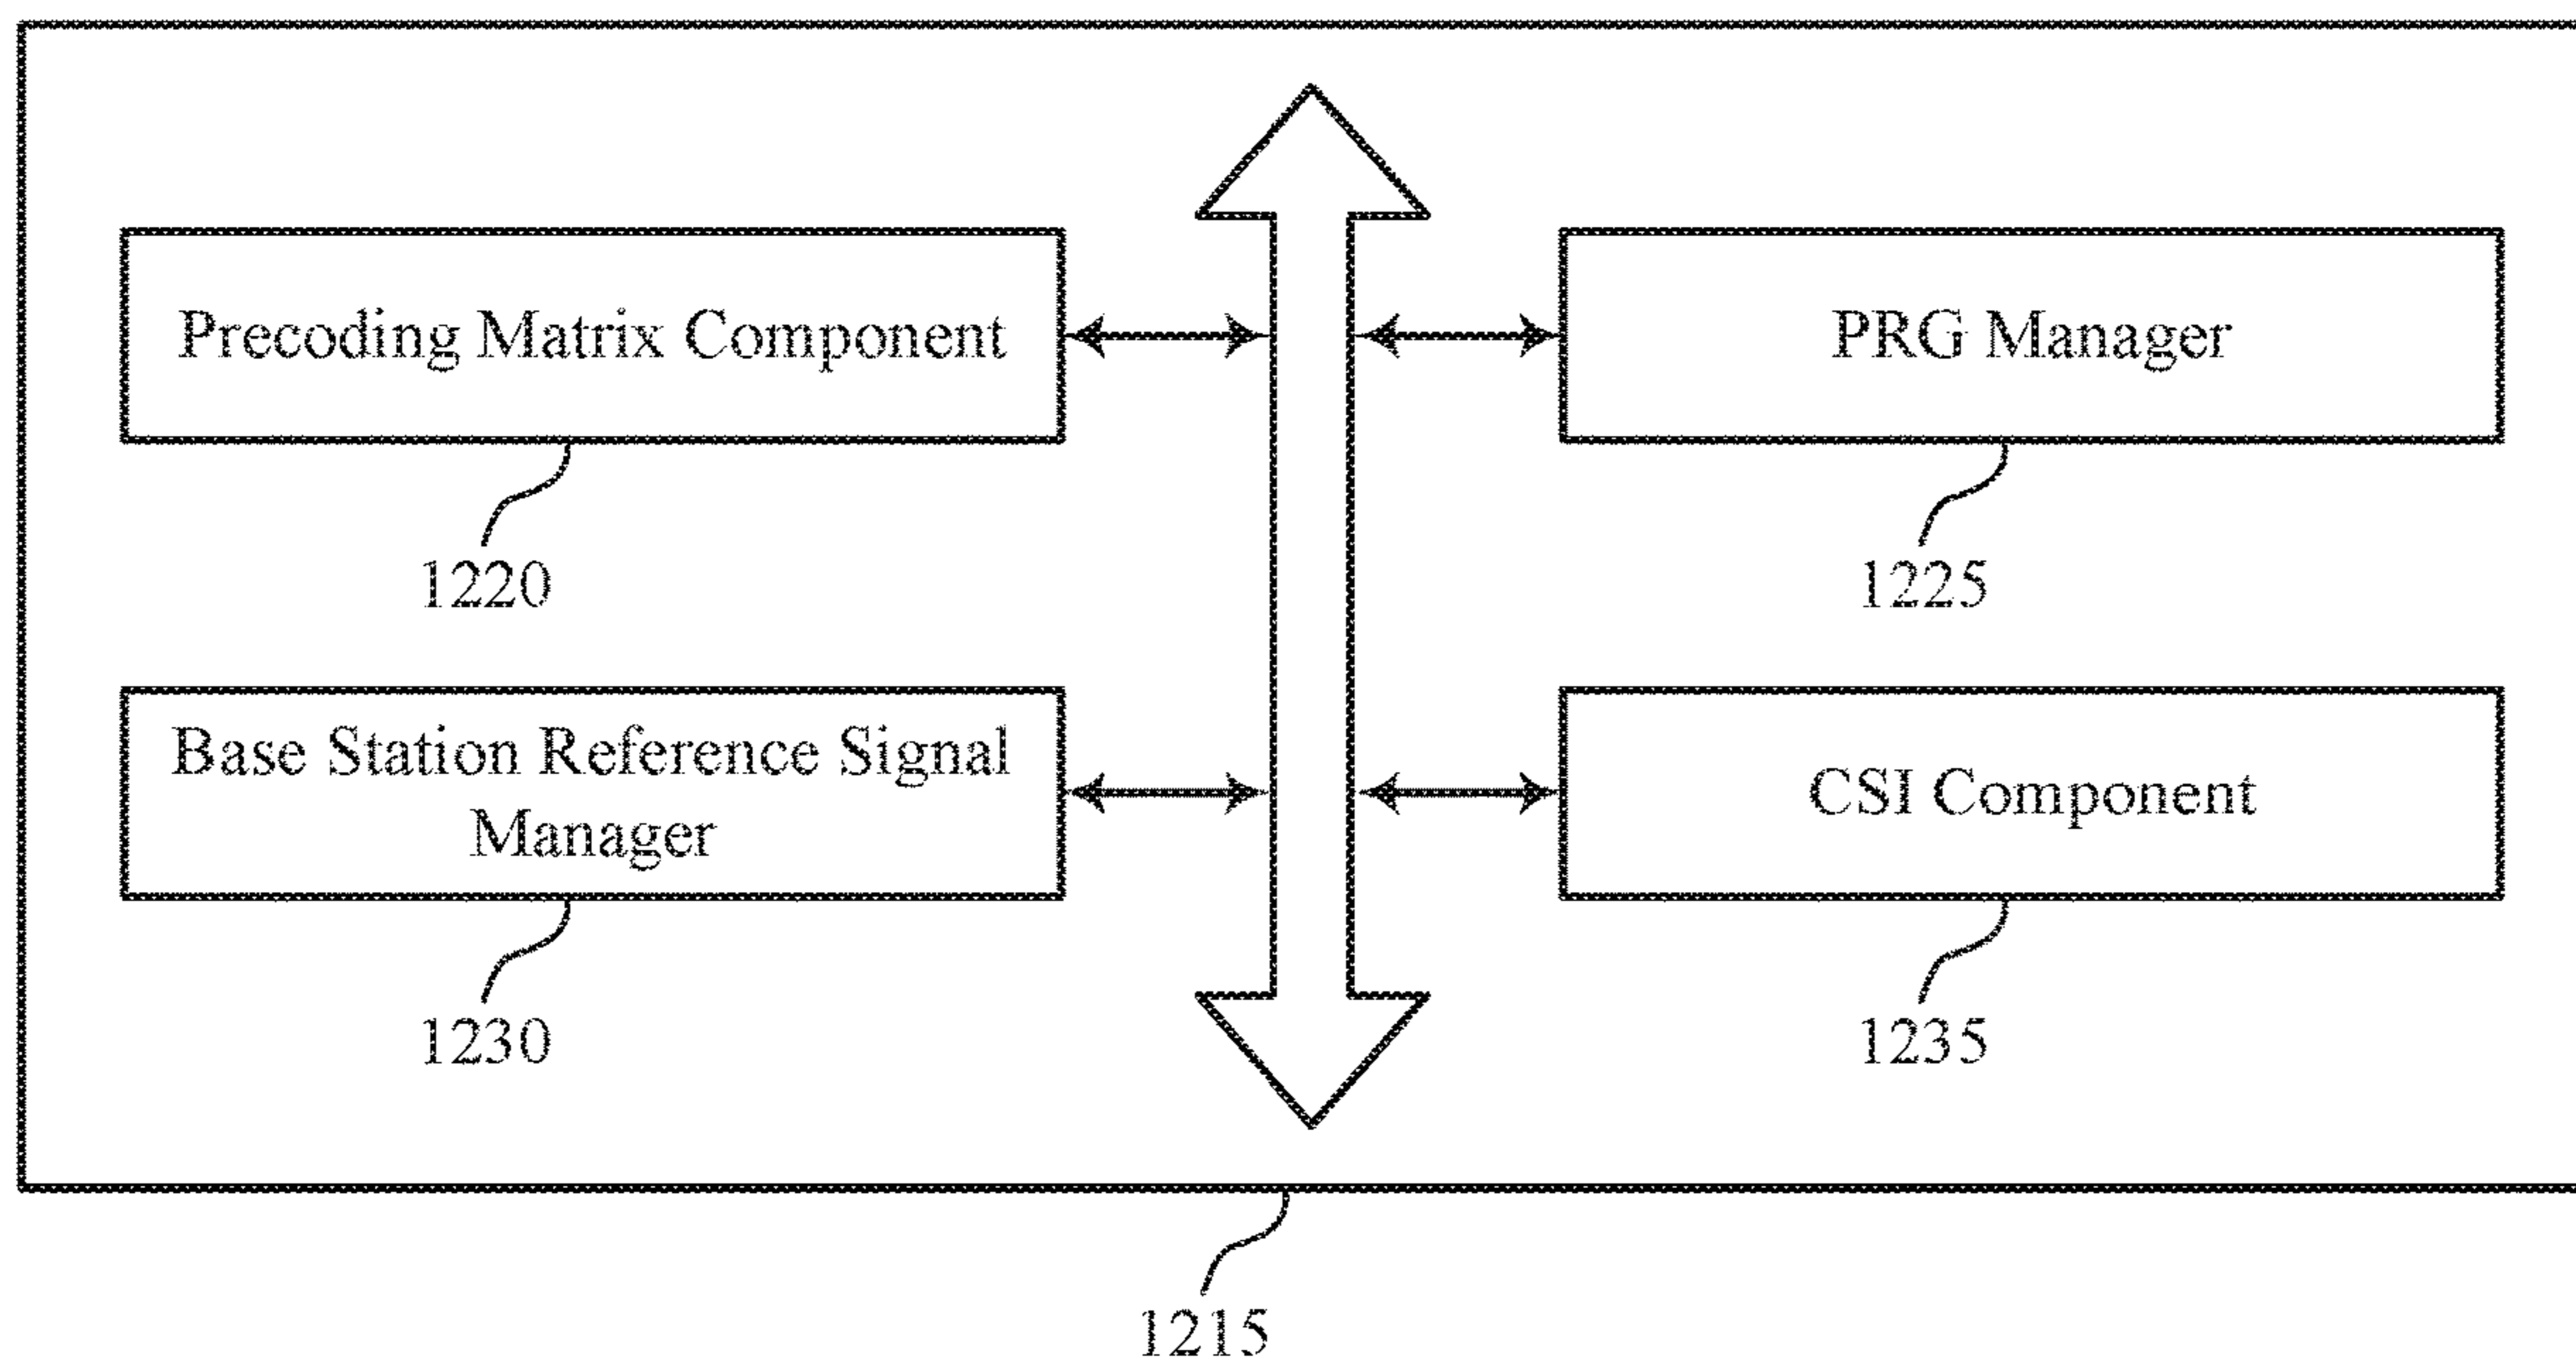 Precoding Matrix Component
PRG Manager
1220
1225
Base Station Reference Signal
Manager
CSI Component
1230
1235
1215